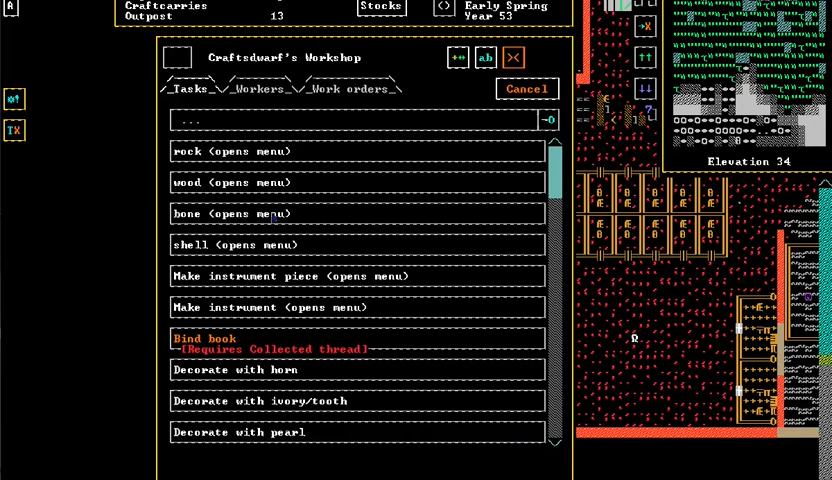 Craftcarries
Outpost 13
Stocks
Early Spring
Year 53
Craftsdwarf's Workshop
ab
Tasks
Workers
Work orders
Cancel
...
rock (opens menu)
wood (opens menu)
bone (opens menu)
shell (opens menu)
Make instrument piece (opens menu)
Make instrument (opens menu)
Bind book
[Requires Collected thread]
Decorate with horn
Decorate with ivory/tooth
Decorate with pearl
Elevation 34